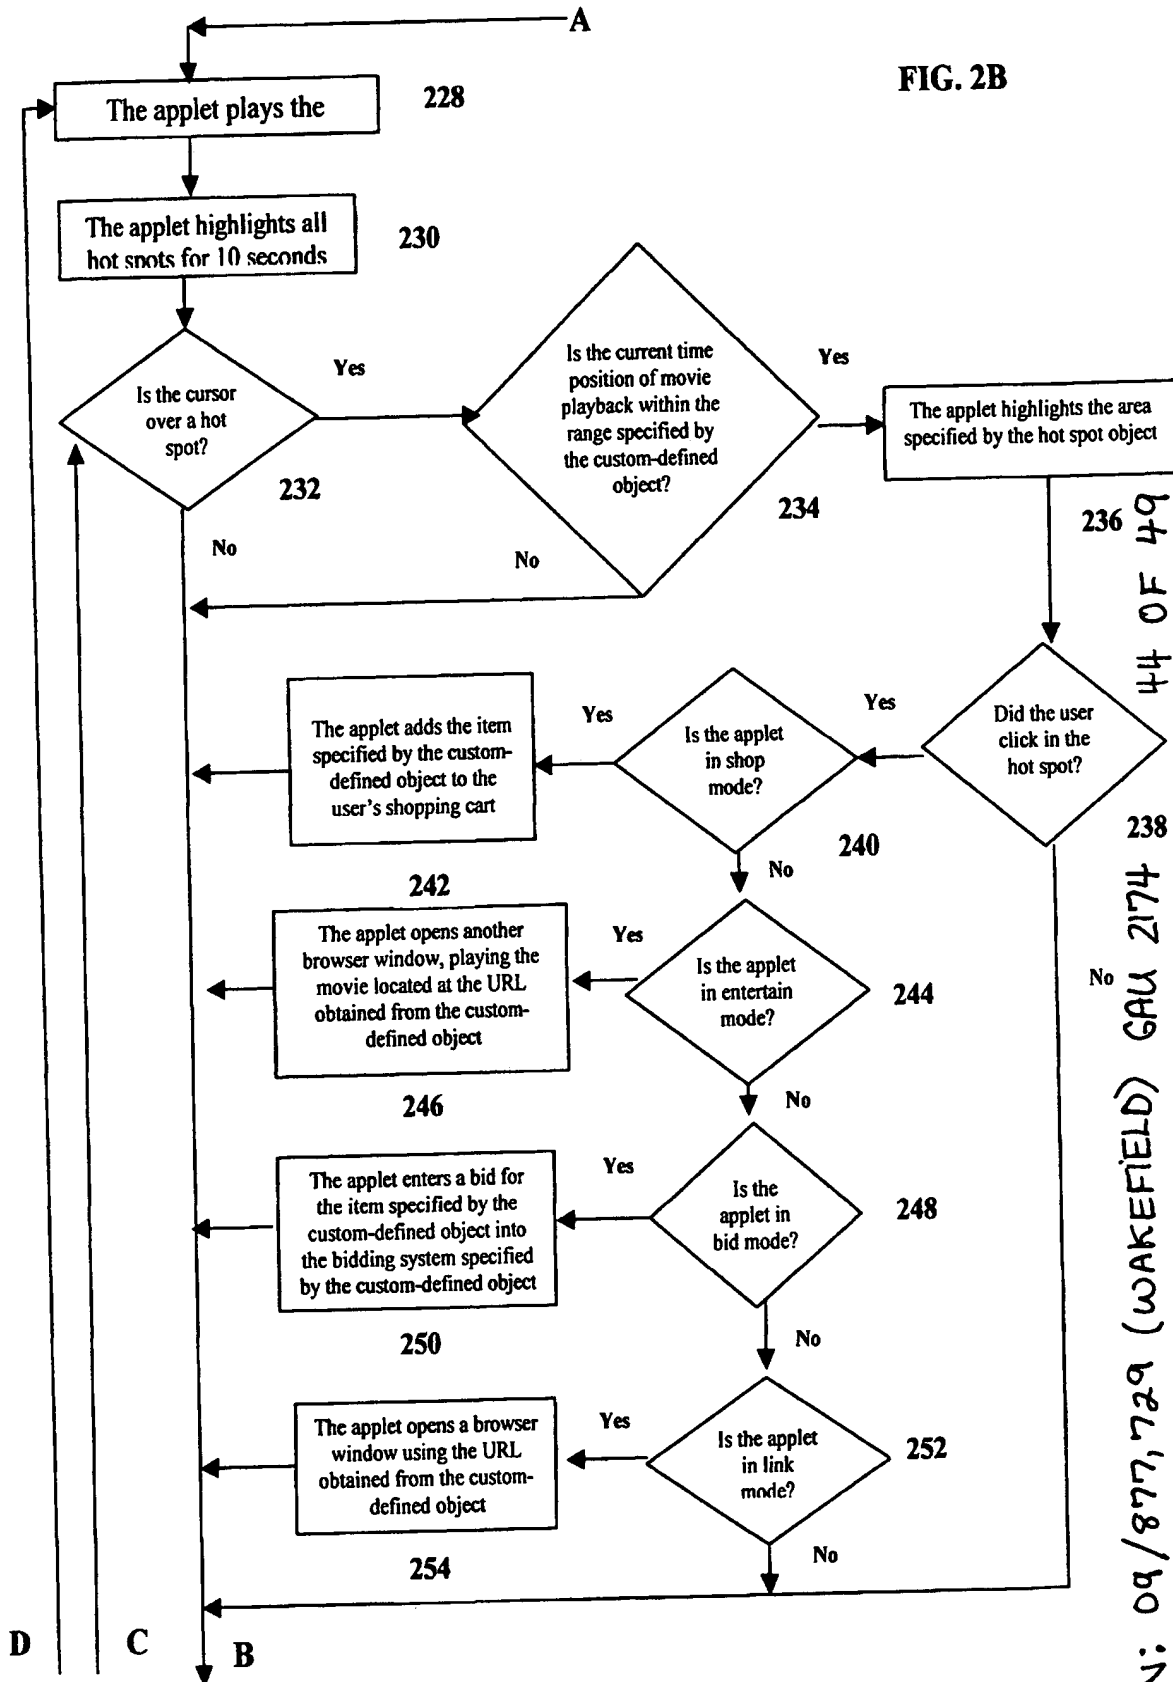 A
FIG. 2B
The applet plays the
228
The applet highlights all
hot spots for 10 seconds
230
Is the cursor
over a hot
spot?
Yes
232
No
Is the current time
position of movie
playback within the
range specified by
the custom-defined
object?
Yes
234
No
The applet highlights the area
specified by the hot spot object
236
Did the user
click in the
hot spot?
Yes
238
No
Is the applet
in shop
mode?
Yes
240
No
The applet adds the item
specified by the custom-
defined object to the
user's shopping cart
242
Is the applet
in entertain
mode?
Yes
244
No
The applet opens another
browser window, playing the
movie located at the URL
obtained from the custom-
defined object
246
Is the
applet in
bid mode?
Yes
248
No
The applet enters a bid for
the item specified by the
custom-defined object into
the bidding system specified
by the custom-defined object
250
Is the applet
in link
mode?
Yes
252
No
The applet opens a browser
window using the URL
obtained from the custom-
defined object
254
D
C
B
N: 09/877,729 (WAKEFIELD) GAU 2174 44 OF 49